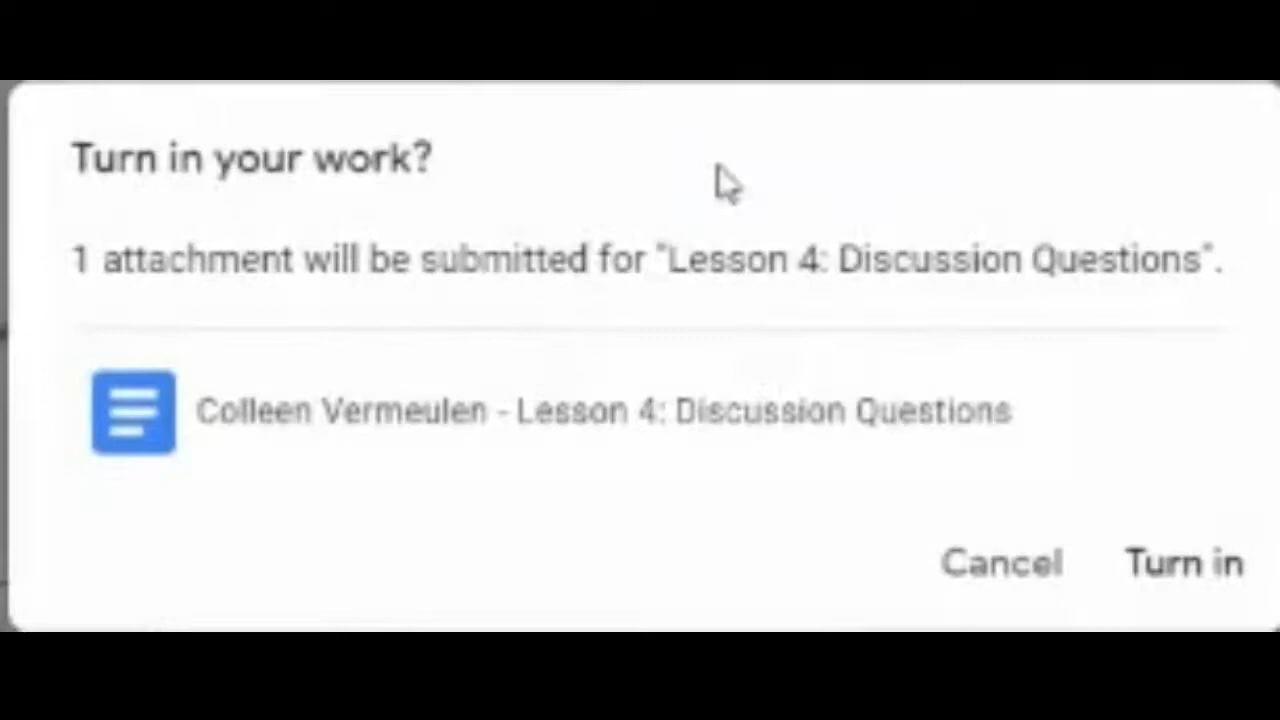 Turn in your work?
1 attachment will be submitted for "Lesson 4: Discussion Questions".
Colleen Vermeulen - Lesson 4: Discussion Questions
Cancel Turn in